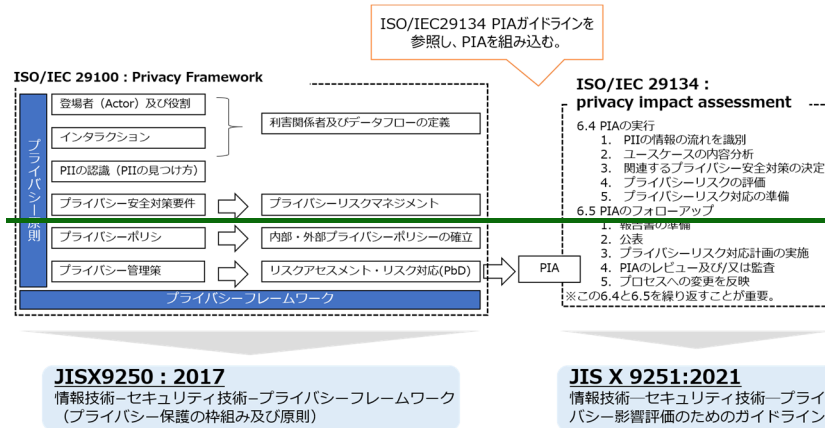 ISO/IEC29134 PIAガイドラインを
参照し、PIAを組み込む。
ISO/IEC 29100：Privacy Framework
プライバシー原則
登場者（Actor）及び役割
インタラクション
PIIの認識（PIIの見つけ方）
プライバシー安全対策要件
プライバシーポリシ
プライバシー管理策
利害関係者及びデータフローの定義
プライバシーリスクマネジメント
内部・外部プライバシーポリシーの確立
リスクアセスメント・リスク対応(PbD)
プライバシーフレームワーク
PIA
ISO/IEC 29134：
privacy impact assessment
6.4 PIAの実行
1. PIIの情報の流れを識別
2. ユースケースの内容分析
3. 関連するプライバシー安全対策の決定
4. プライバシーリスクの評価
5. プライバシーリスク対応の準備
6.5 PIAのフォローアップ
1. 報告書の準備
2. 公表
3. プライバシーリスク対応計画の実施
4. PIAのレビュー及び/又は監査
5. プロセスへの変更を反映
※この6.4と6.5を繰り返すことが重要。
JISX9250：2017
情報技術−セキュリティ技術−プライバシーフレームワーク
（プライバシー保護の枠組み及び原則）
JIS X 9251:2021
情報技術―セキュリティ技術―プライ
バシー影響評価のためのガイドライン